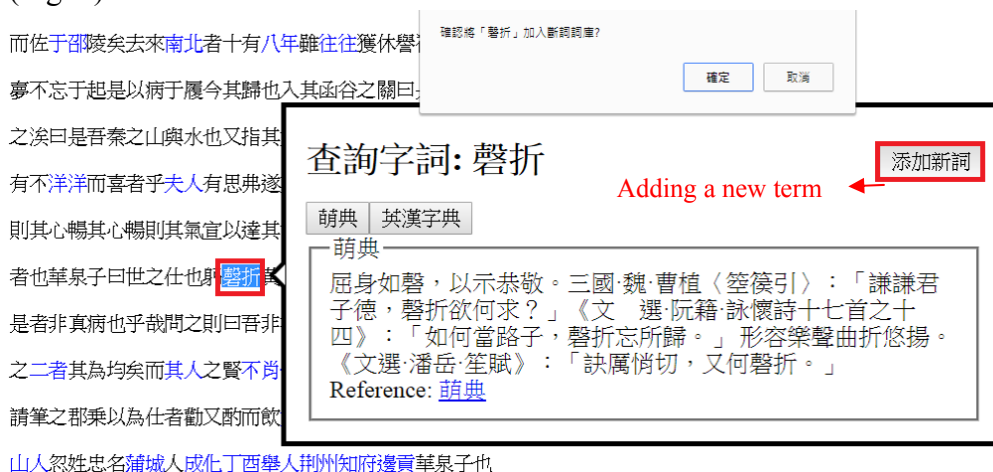 而佐于邵陵矣去來南北者十有八年雖往往獲休譽
夢不忘于起是以病于履今其歸也入其函谷之關曰
之涘曰是吾秦之山與水也又指其
有不洋洋而喜者乎夫人有思弗遂
則其心暢其心暢則其氣宣以達其
者也華泉子曰世之仕也躬磬折
是者非真病也乎哉問之則曰吾非
之二者其為均矣而其人之賢不肖
請筆之郡乘以為仕者勸又酌而飲
山人忽姓忠名蒲城人成化丁酉舉人荆州知府邊貢華泉子也
確認將「磬折」加入斷詞詞庫?
確定 取消
查詢字詞: 磬折
添加新詞
Adding a new term
萌典 英漢字典
萌典
屈身如磬，以示恭敬。三國·魏·曹植〈箜篌引〉：「謙謙君
子德，磬折欲何求？」《文　選·阮籍·詠懷詩十七首之十
四》：「如何當路子，磬折忘所歸。」 形容樂聲曲折悠揚。
《文選·潘岳·笙賦》：「訣厲悄切，又何磬折。」
Reference: 萌典